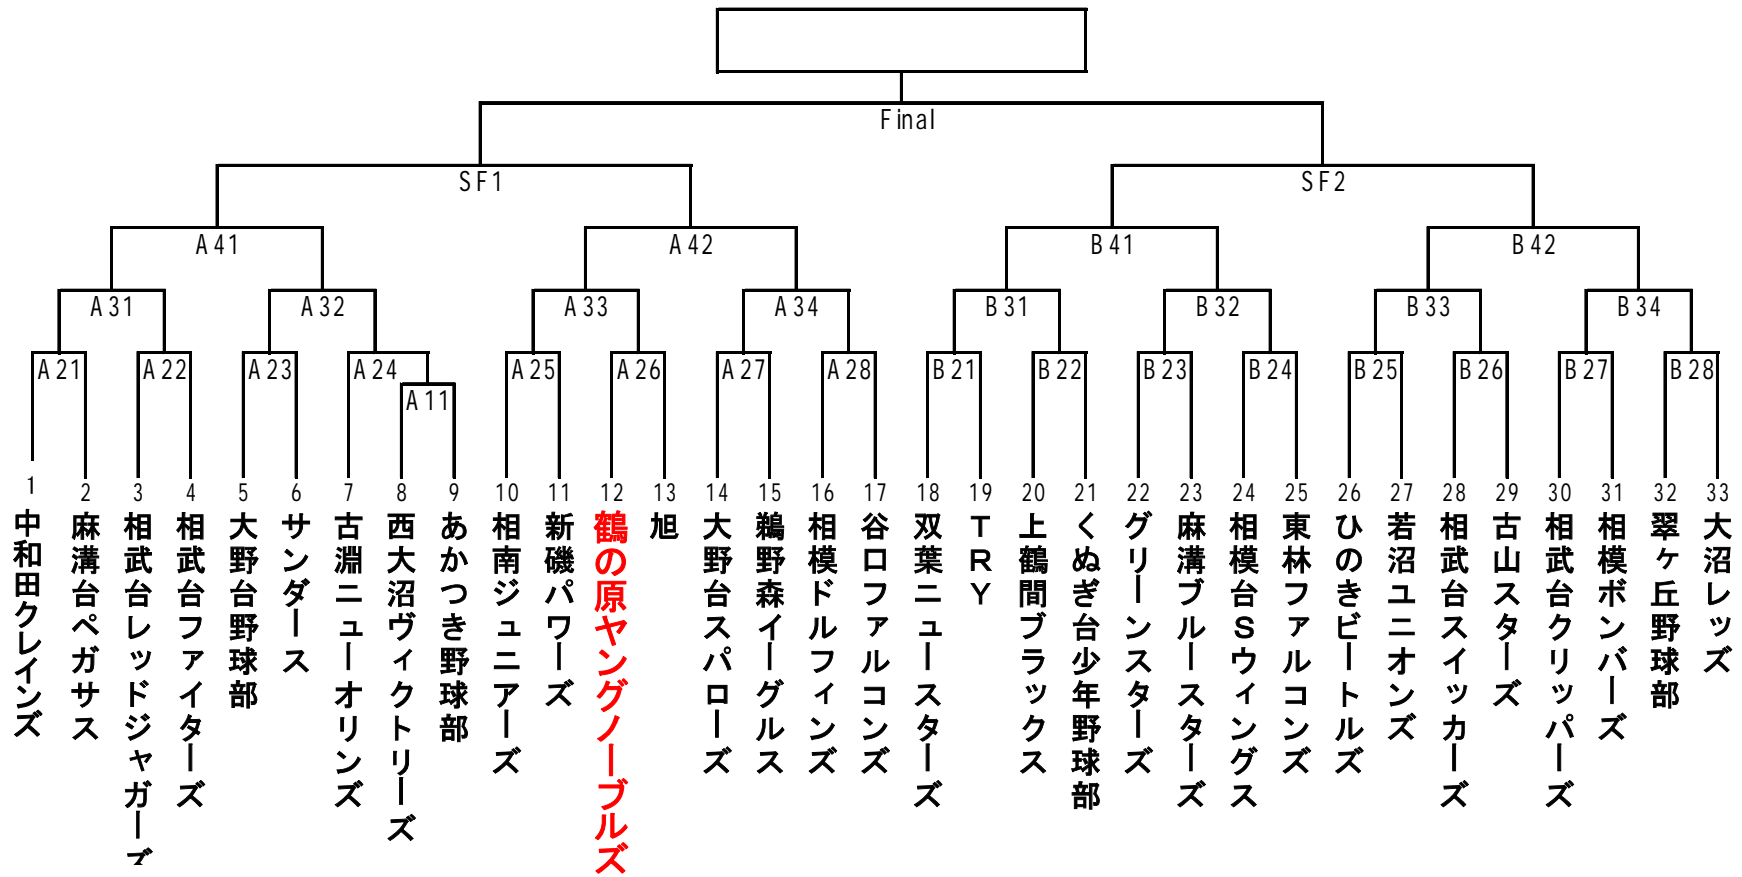 Final
SF1
SF2
A41
A42
B41
B42
A31
A32
A33
A34
B31
B32
B33
B34
A21
A22
A23
A24
A25
A26
A27
A28
B21
B22
B23
B24
B25
B26
B27
B28
A11
1
中和田クレインズ
2
麻溝台ペガサス
3
相武台レッドジャガーズ
4
相武台ファイターズ
5
大野台野球部
6
サンダース
7
古淵ニューオリンズ
8
西大沼ヴィクトリーズ
9
あかつき野球部
10
相南ジュニアーズ
11
新磯パワーズ
12
鶴の原ヤングノーブルズ
13
旭
14
大野台スパローズ
15
鵜野森イーグルス
16
相模ドルフィンズ
17
谷口ファルコンズ
18
双葉ニュースターズ
19
TRY
20
上鶴間ブラックス
21
くぬぎ台少年野球部
22
グリーンスターズ
23
麻溝ブルースターズ
24
相模台Sウィングス
25
東林ファルコンズ
26
ひのきビートルズ
27
若沼ユニオンズ
28
相武台スイッカーズ
29
古山スターズ
30
相武台クリッパーズ
31
相模ボンバーズ
32
翠ヶ丘野球部
33
大沼レッズ